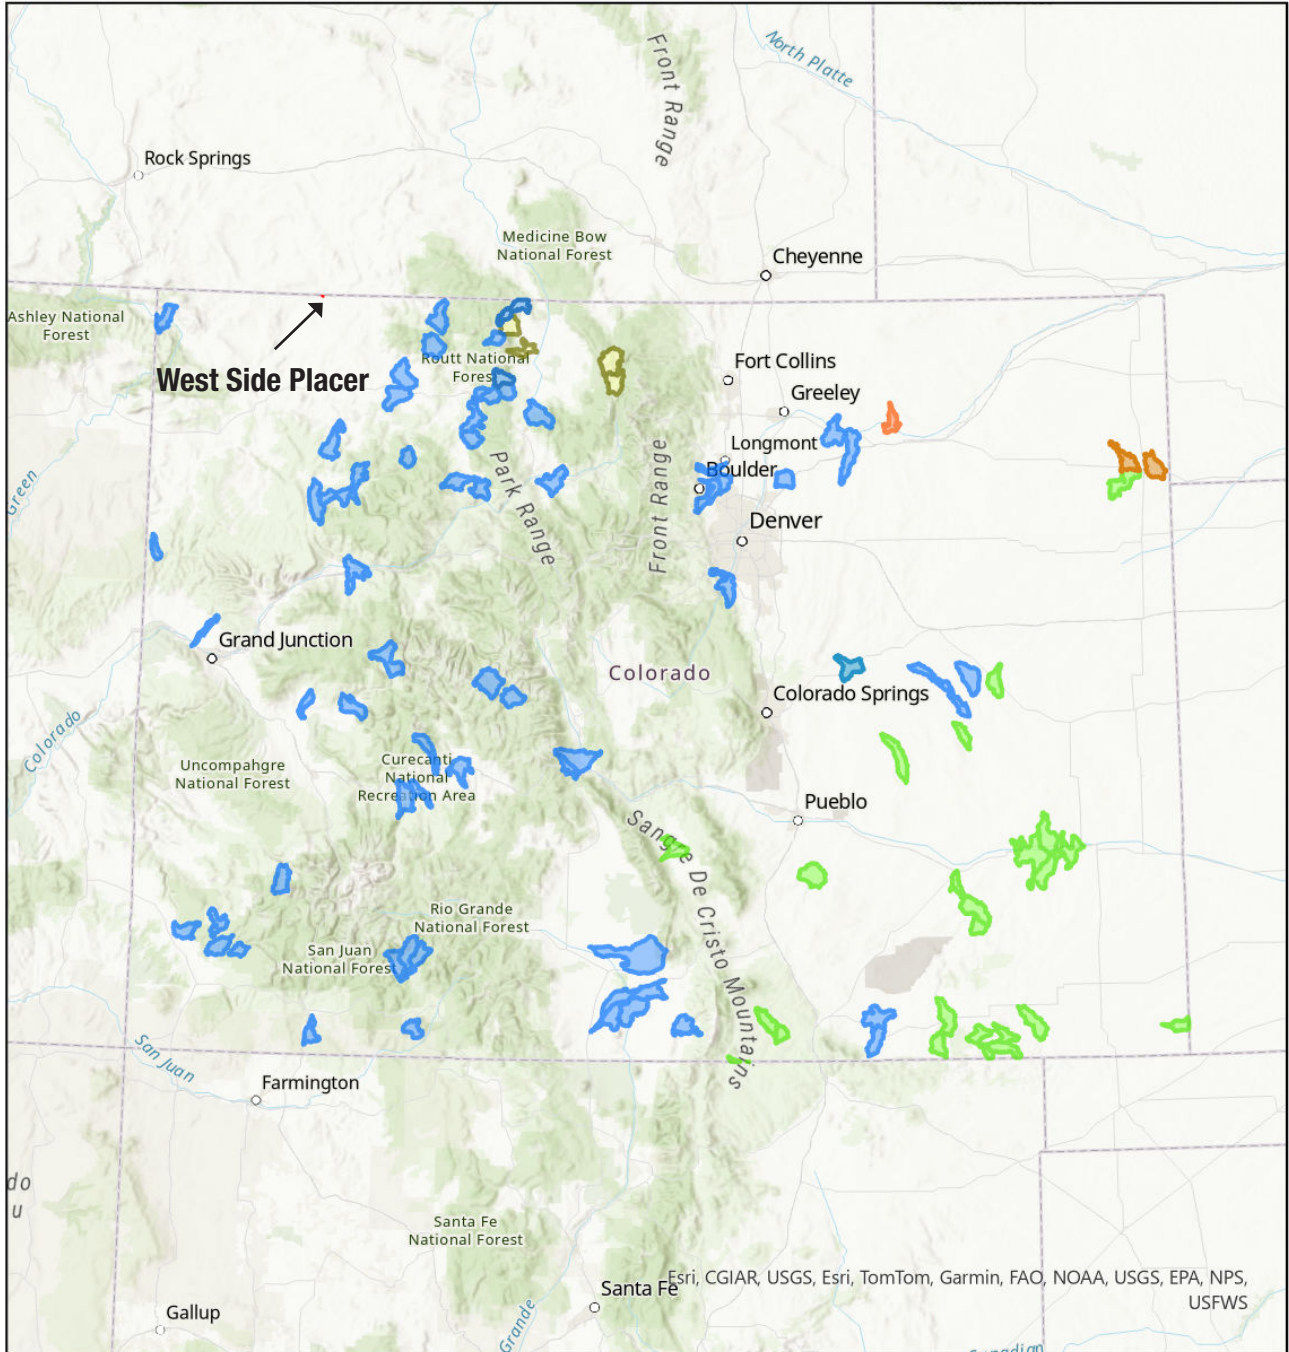 North Platte
Front Range
Rock Springs
Medicine Bow
National Forest
Cheyenne
Ashley National
Forest
West Side Placer
Routt National
Forest
Fort Collins
Greeley
Longmont
Boulder
Green
Park Range
Front Range
Denver
Grand Junction
Colorado
Colorado Springs
Colorado
Uncompahgre
National Forest
Curecanti
National
Recreation Area
Pueblo
Sangre De Cristo Mountains
Rio Grande
National Forest
San Juan
National Forest
San Juan
Farmington
do
u
Santa Fe
National Forest
Esri, CGIAR, USGS, Esri, TomTom, Garmin, FAO, NOAA, USGS, EPA, NPS,
USFWS
Santa Fe
Gallup
Grande
Canadian